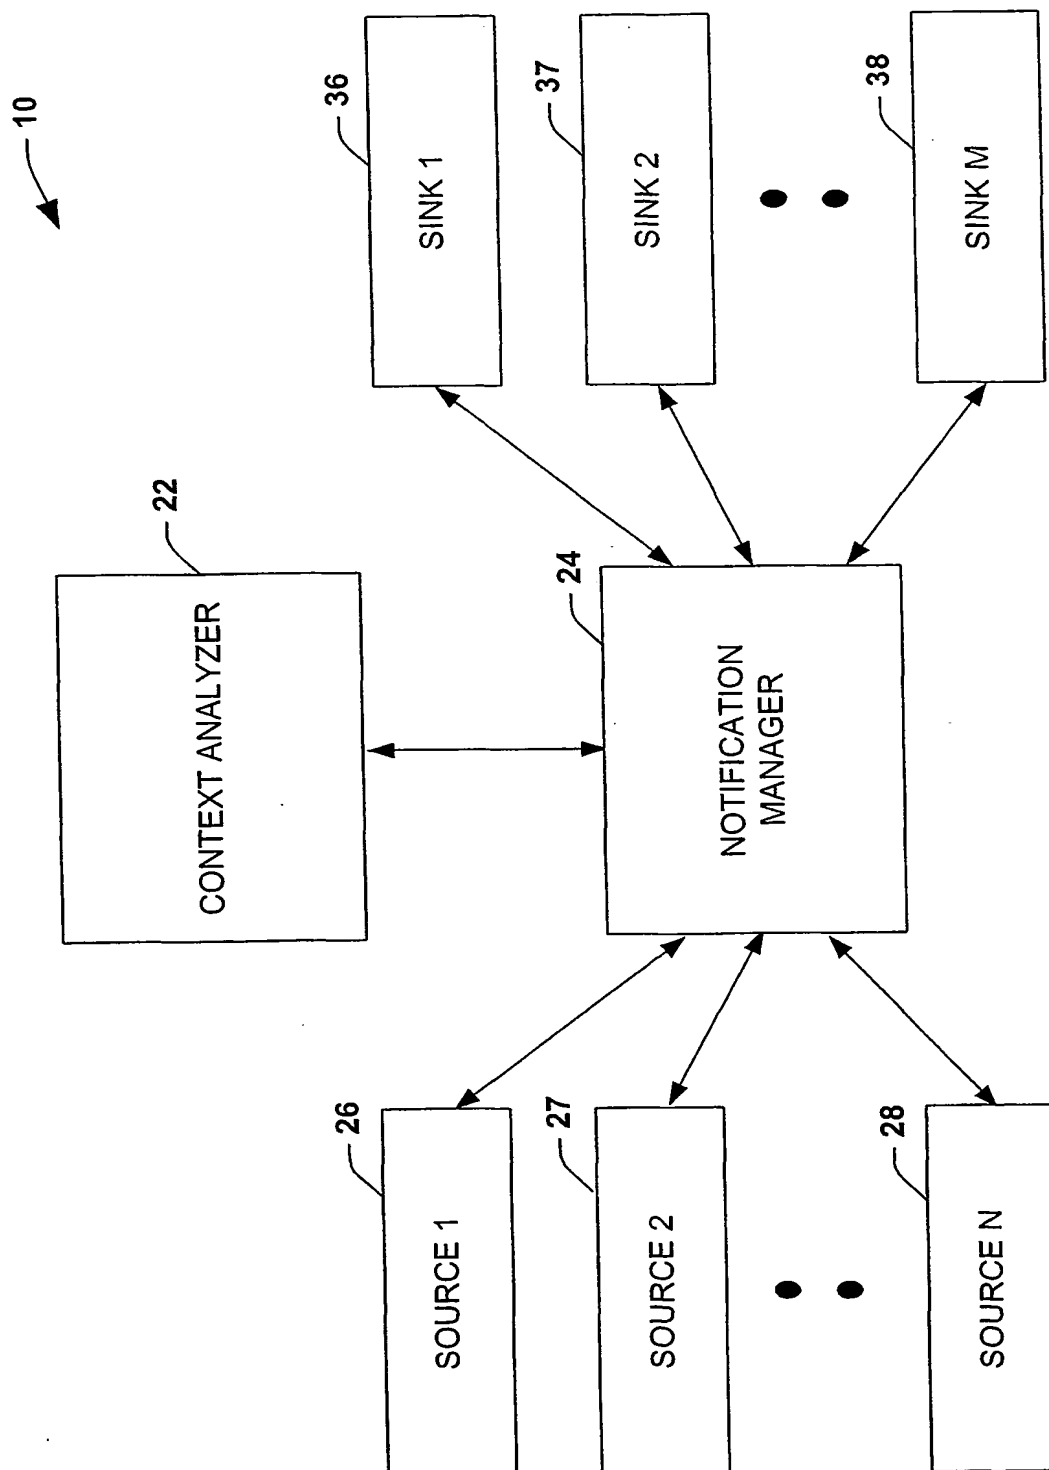 10
22
CONTEXT ANALYZER
26
SOURCE 1
27
SOURCE 2
28
SOURCE N
24
NOTIFICATION
MANAGER
36
SINK 1
37
SINK 2
38
SINK M